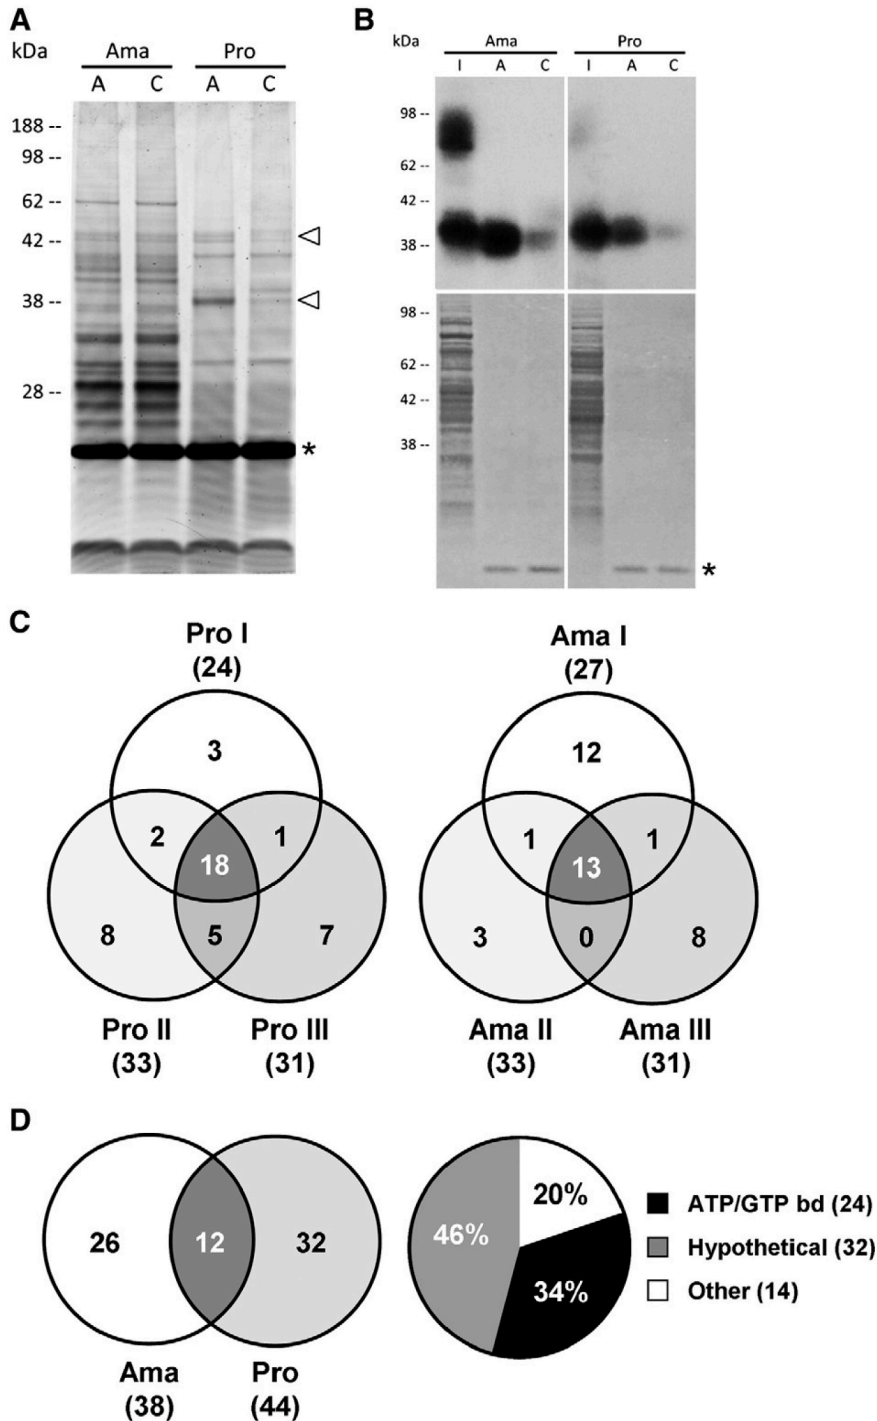 A
kDa
Ama
Pro
A
C
A
C
188 --
98 --
62 --
42 --
38 --
28 --
*
B
kDa
Ama
Pro
I
A
C
I
A
C
98 --
62 --
42 --
38 --
98 --
62 --
42 --
38 --
*
C
Pro I
(24)
3
2
18
1
8
5
7
Pro II
(33)
Pro III
(31)
Ama I
(27)
12
1
13
1
3
0
8
Ama II
(33)
Ama III
(31)
D
26
12
32
Ama
(38)
Pro
(44)
20%
46%
34%
ATP/GTP bd (24)
Hypothetical (32)
Other (14)